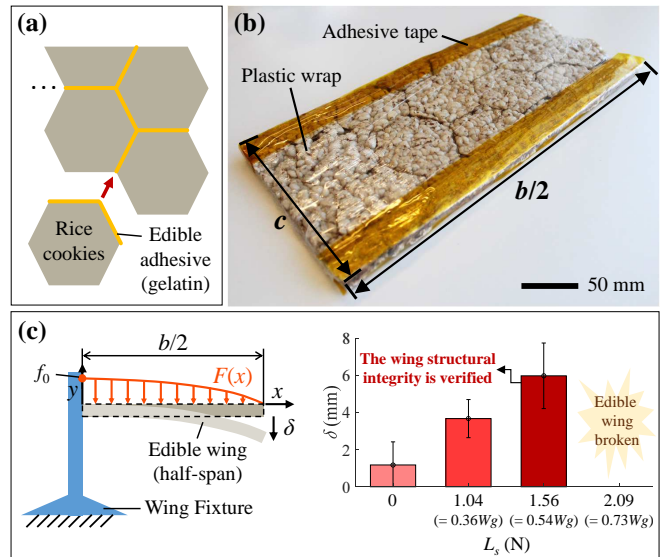 (a)
...
Rice
cookies
Edible
adhesive
(gelatin)
(b)
Adhesive tape
Plastic wrap
c
b/2
50 mm
(c)
b/2
f0
y
F(x)
x
δ
Edible wing
(half-span)
Wing Fixture
δ (mm)
8
6
4
2
0
The wing structural
integrity is verified
Edible
wing
broken
0 1.04 1.56 2.09
(= 0.36Wg) (= 0.54Wg) (= 0.73Wg)
Ls (N)